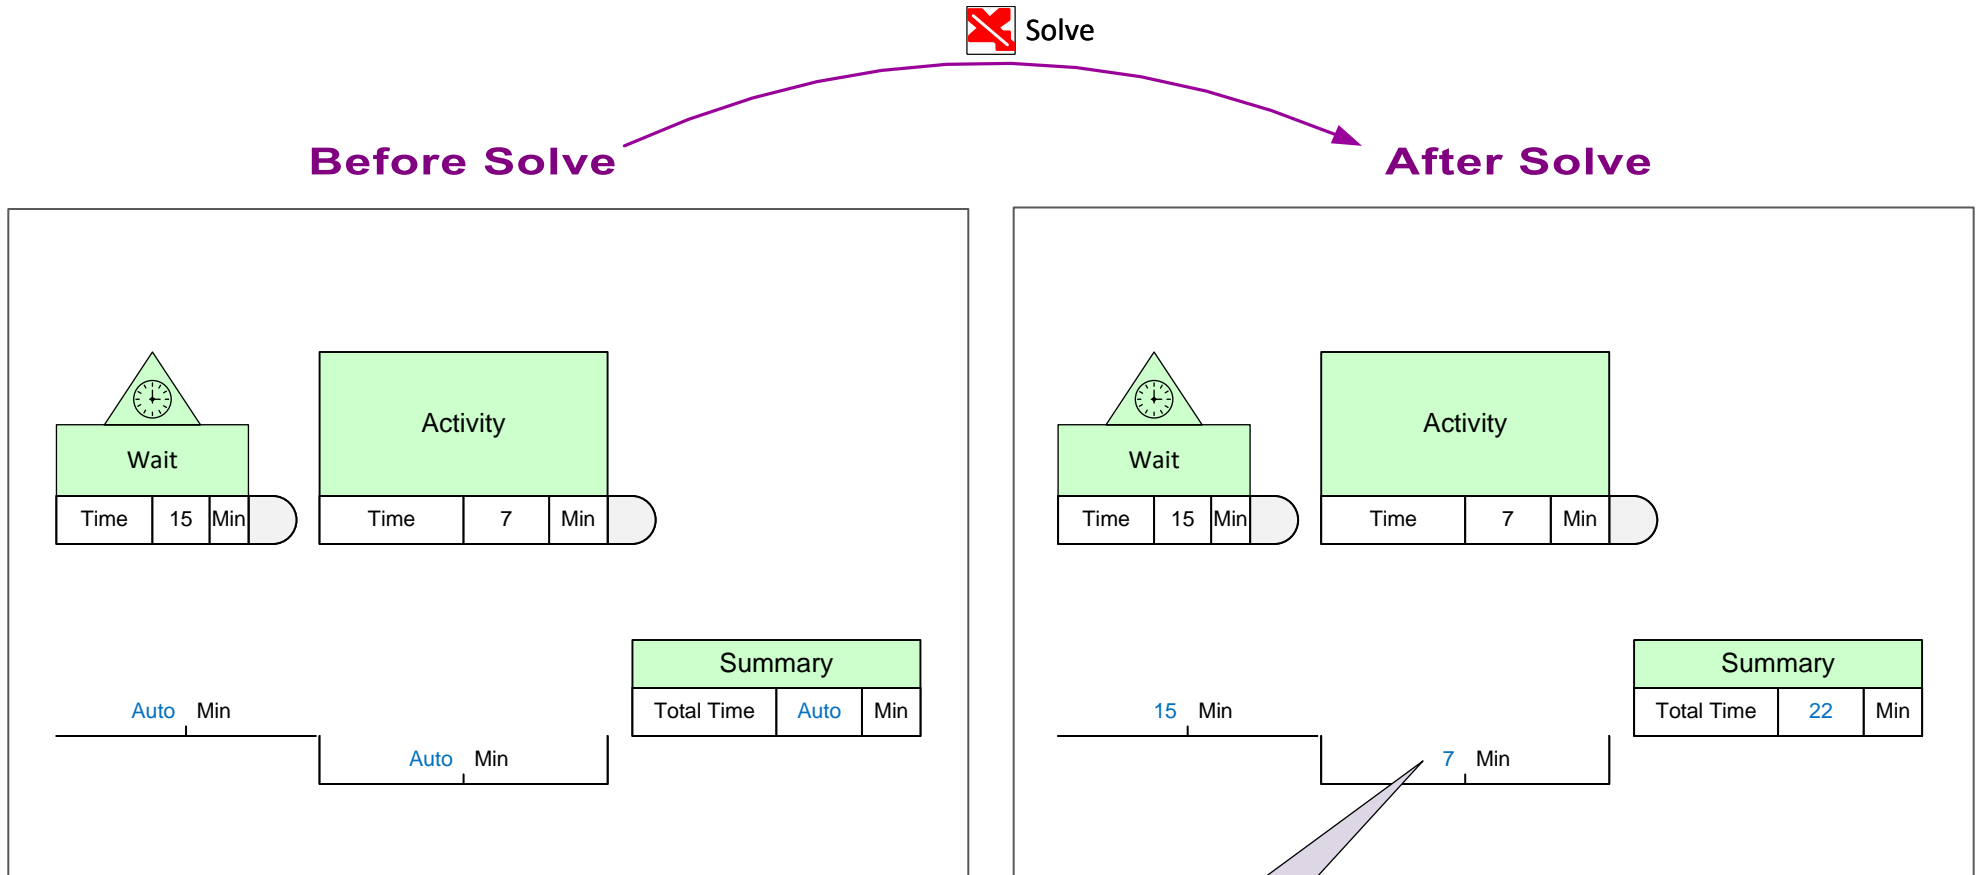 Solve
Before Solve
After Solve
Activity
Wait
Time 15 Min
Time 7 Min
Summary
Total Time Auto Min
Auto Min
Auto Min
Activity
Wait
Time 15 Min
Time 7 Min
Summary
Total Time 22 Min
15 Min
7 Min